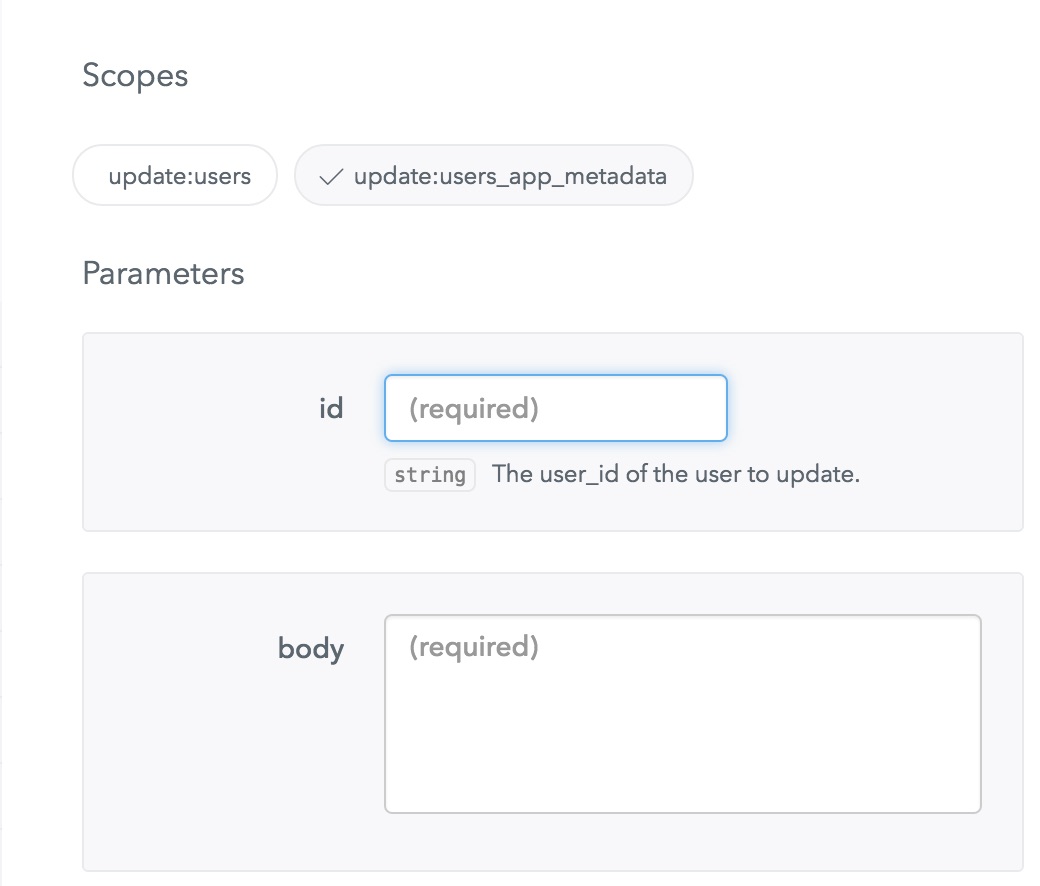 Scopes
update:users
update:users_app_metadata
Parameters
id
(required)
string The user_id of the user to update.
body
(required)